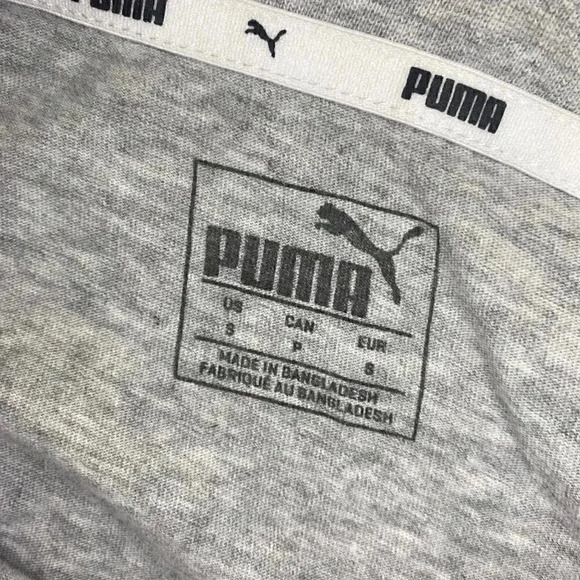 PUMA
PUMA
PUMA
US CAN EUR
S P S
MADE IN BANGLADESH
FABRIQUÉ AU BANGLADESH